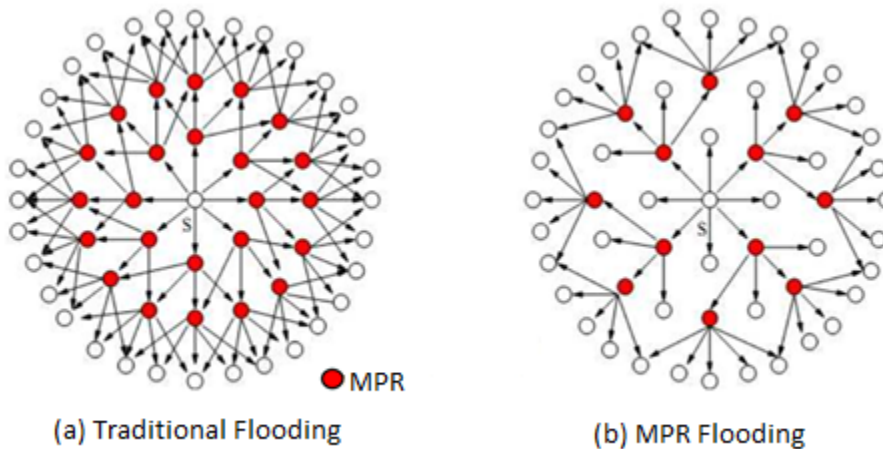 S
S
MPR
(a) Traditional Flooding
(b) MPR Flooding